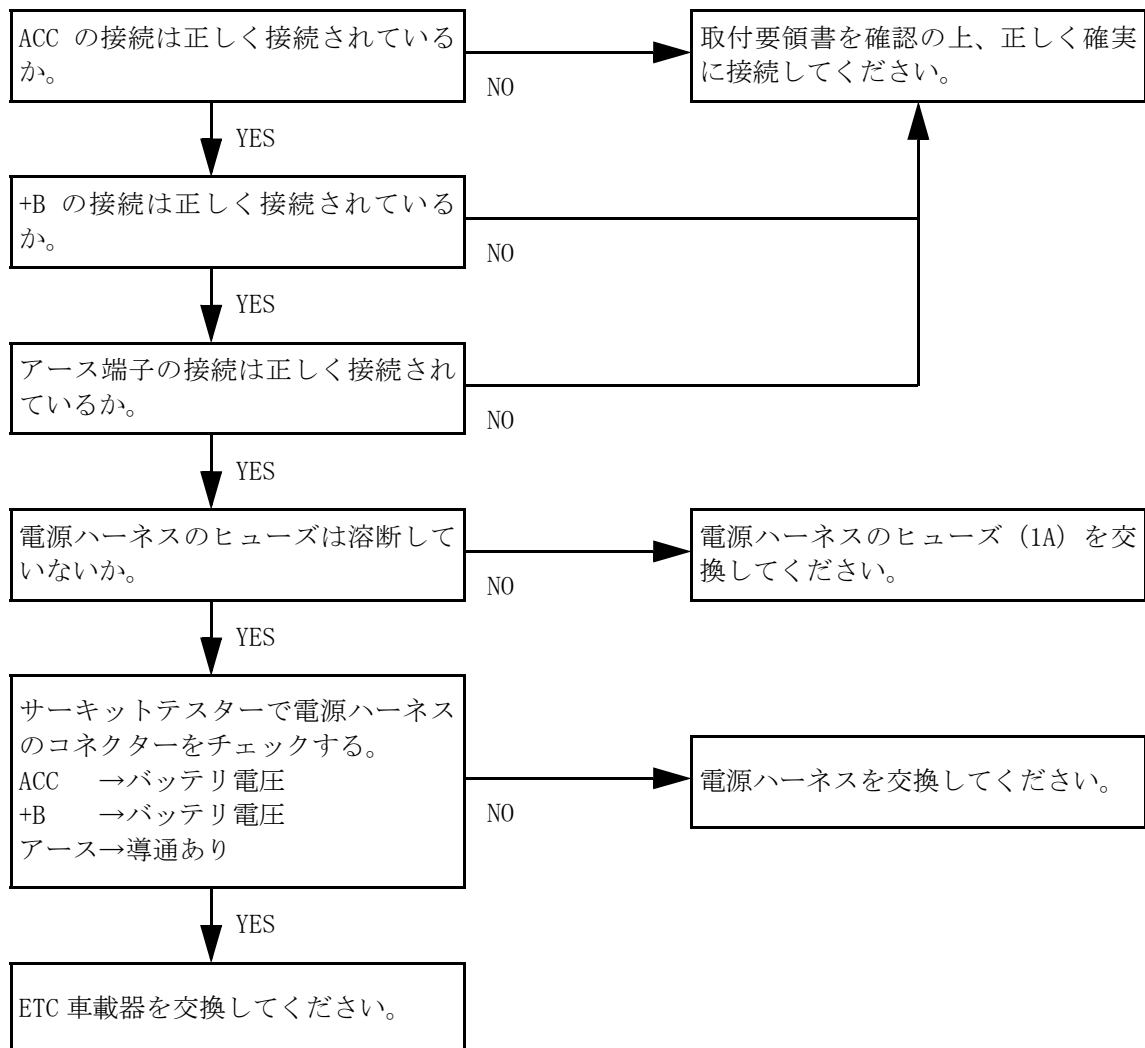 ACC の接続は正しく接続されている
か。
NO
取付要領書を確認の上、正しく確実
に接続してください。
YES
+B の接続は正しく接続されている
か。
NO
YES
アース端子の接続は正しく接続され
ているか。
NO
YES
電源ハーネスのヒューズは溶断して
いないか。
NO
電源ハーネスのヒューズ (1A) を交
換してください。
YES
サーキットテスターで電源ハーネス
のコネクターをチェックする。
ACC →バッテリ電圧
+B →バッテリ電圧
アース→導通あり
NO
電源ハーネスを交換してください。
YES
ETC 車載器を交換してください。